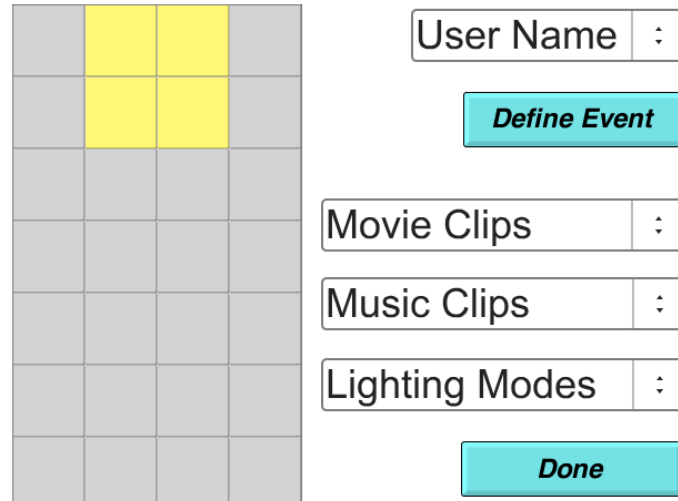 User Name
Define Event
Movie Clips
Music Clips
Lighting Modes
Done